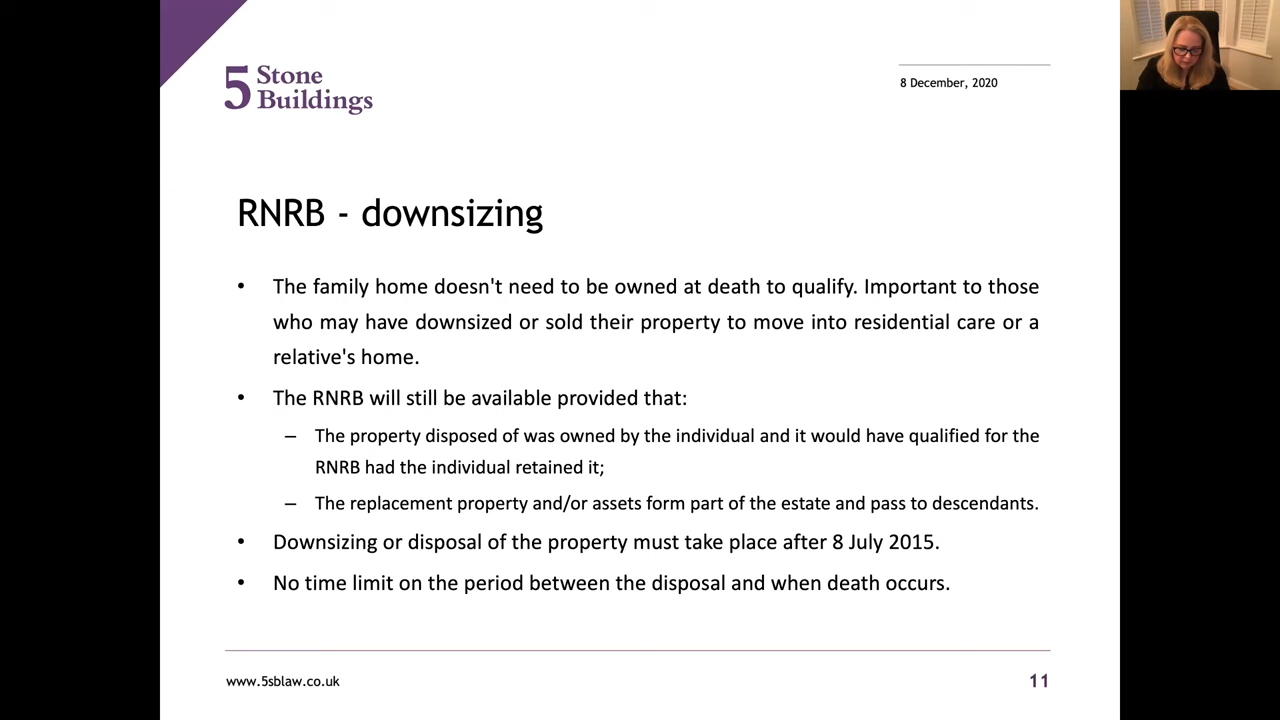 5 Stone
Buildings
8 December, 2020
RNRB - downsizing
• The family home doesn't need to be owned at death to qualify. Important to those
who may have downsized or sold their property to move into residential care or a
relative's home.
• The RNRB will still be available provided that:
– The property disposed of was owned by the individual and it would have qualified for the
RNRB had the individual retained it;
– The replacement property and/or assets form part of the estate and pass to descendants.
• Downsizing or disposal of the property must take place after 8 July 2015.
• No time limit on the period between the disposal and when death occurs.
www.5sblaw.co.uk
11